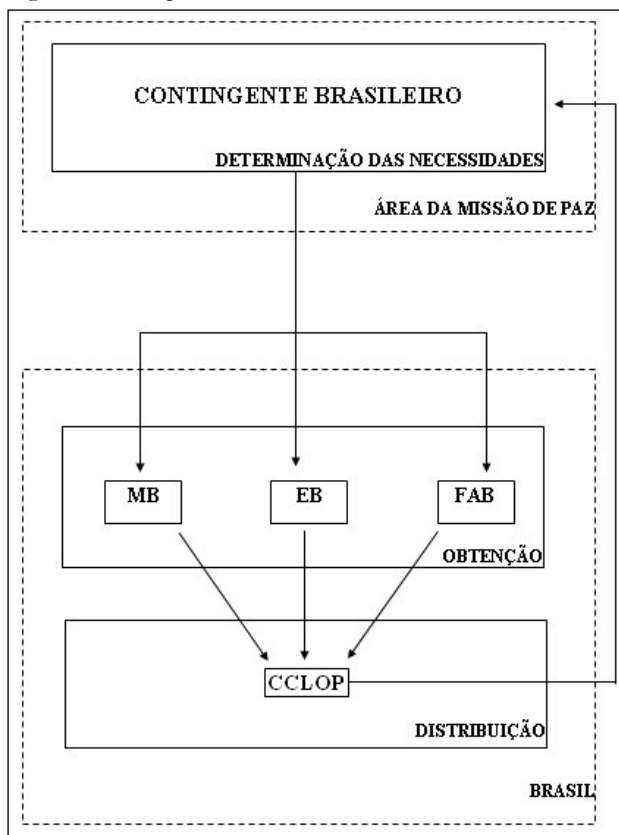 CONTINGENTE BRASILEIRO
DETERMINAÇÃO DAS NECESSIDADES
ÁREA DA MISSÃO DE PAZ
MB
EB
FAB
OBTENÇÃO
CCLOP
DISTRIBUIÇÃO
BRASIL